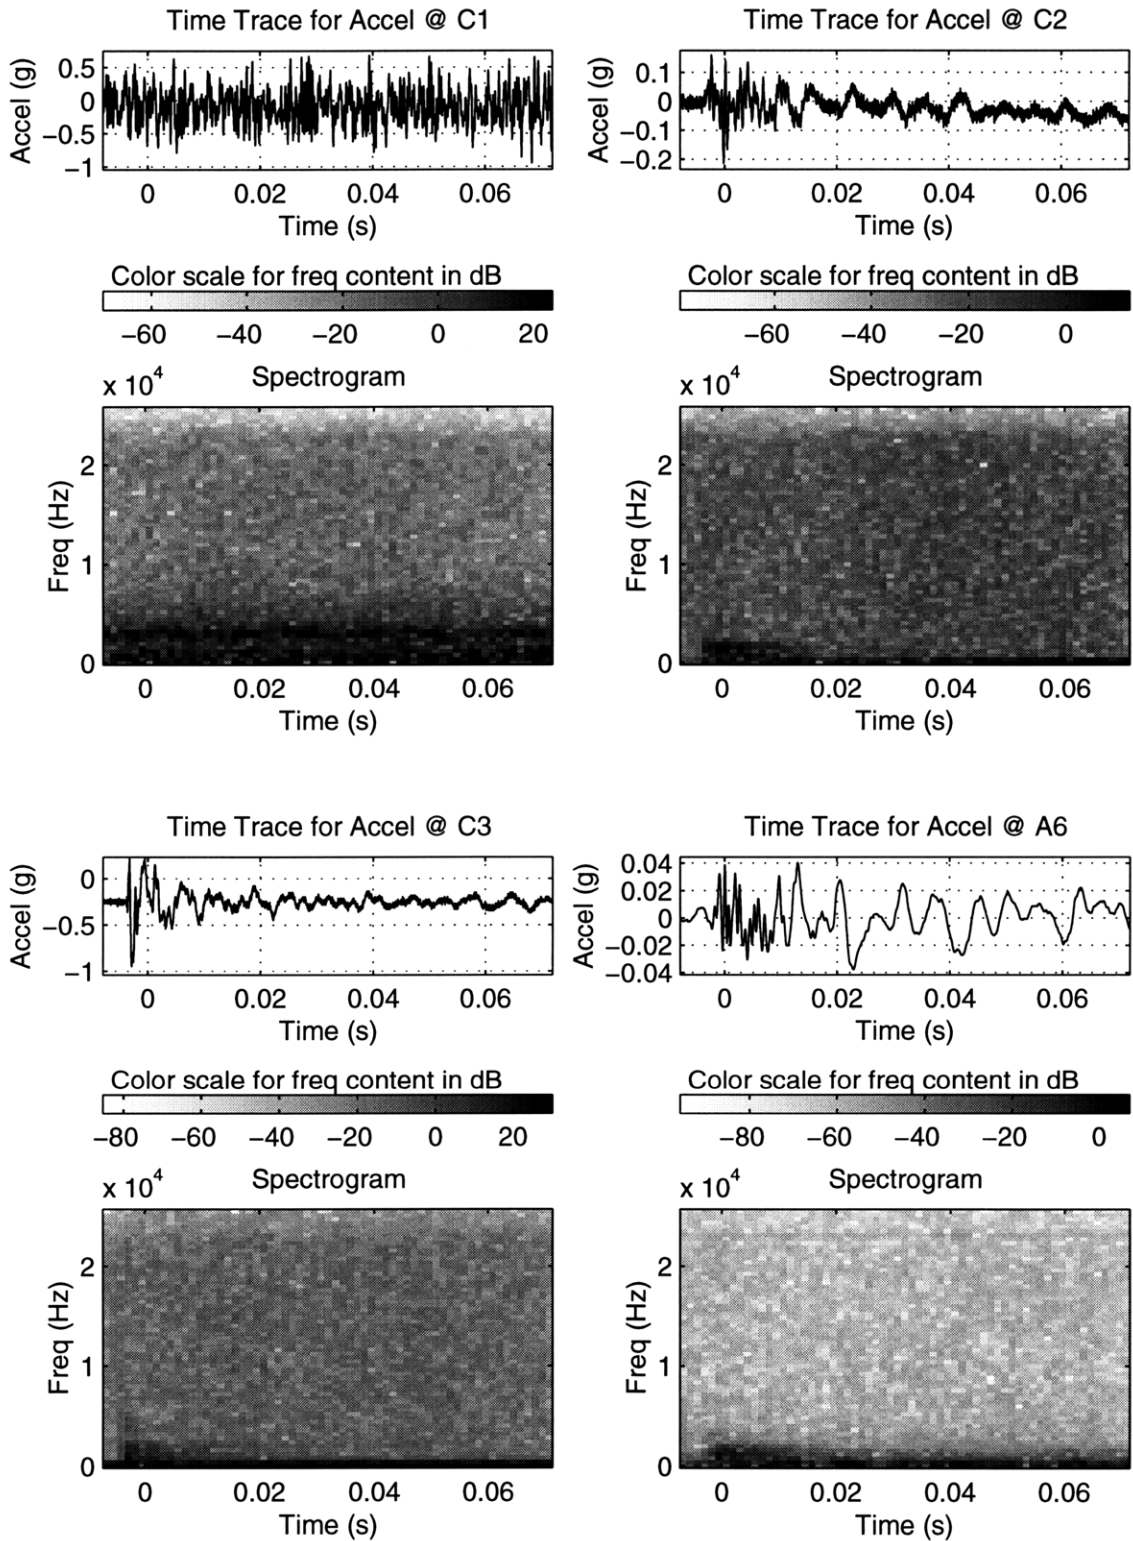 Time Trace for Accel @ C1
Accel (g)
0.5
0
−0.5
−1
0 0.02 0.04 0.06
Time (s)
Color scale for freq content in dB
−60 −40 −20 0 20
x 10^4 Spectrogram
Freq (Hz)
2
1
0
0 0.02 0.04 0.06
Time (s)
Time Trace for Accel @ C2
Accel (g)
0.1
0
−0.1
−0.2
0 0.02 0.04 0.06
Time (s)
Color scale for freq content in dB
−60 −40 −20 0
x 10^4 Spectrogram
Freq (Hz)
2
1
0
0 0.02 0.04 0.06
Time (s)
Time Trace for Accel @ C3
Accel (g)
0
−0.5
−1
0 0.02 0.04 0.06
Time (s)
Color scale for freq content in dB
−80 −60 −40 −20 0 20
x 10^4 Spectrogram
Freq (Hz)
2
1
0
0 0.02 0.04 0.06
Time (s)
Time Trace for Accel @ A6
Accel (g)
0.04
0.02
0
−0.02
−0.04
0 0.02 0.04 0.06
Time (s)
Color scale for freq content in dB
−80 −60 −40 −20 0
x 10^4 Spectrogram
Freq (Hz)
2
1
0
0 0.02 0.04 0.06
Time (s)